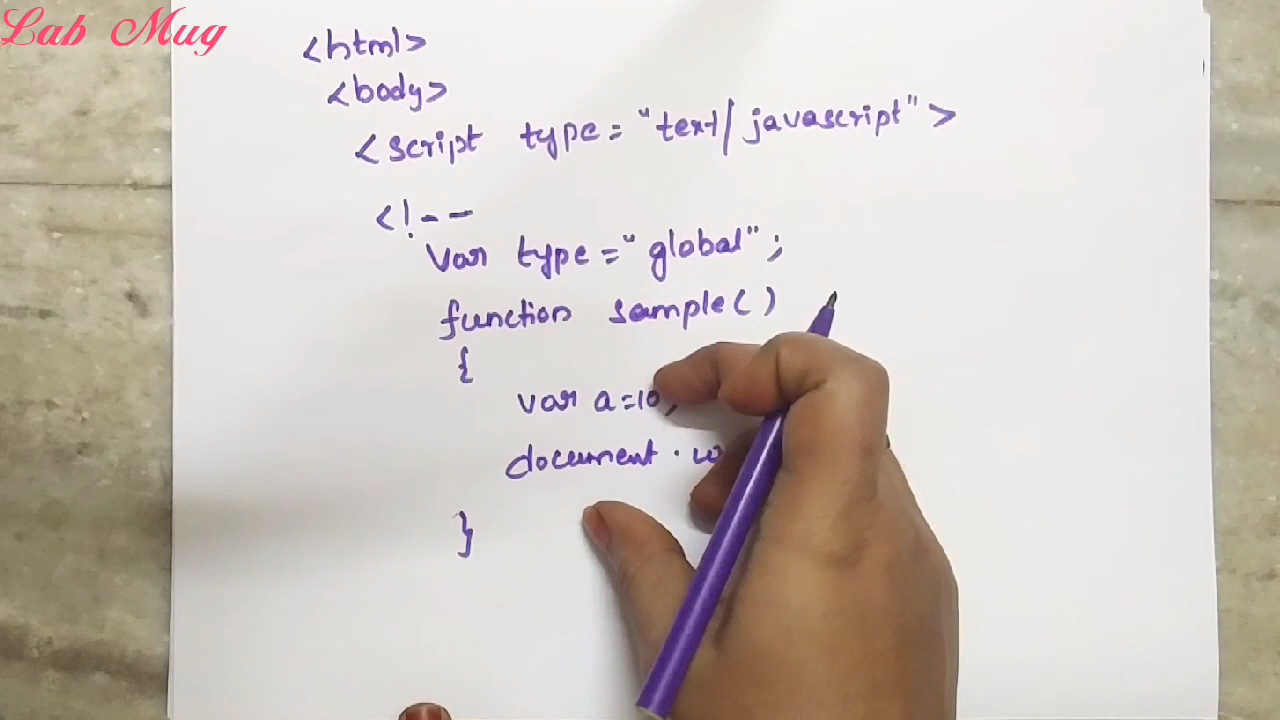 Lab Mug
<html>
<body>
<script type="text/javascript">
<!--
var type="global";
function sample()
{
var a=10;
document.w
}